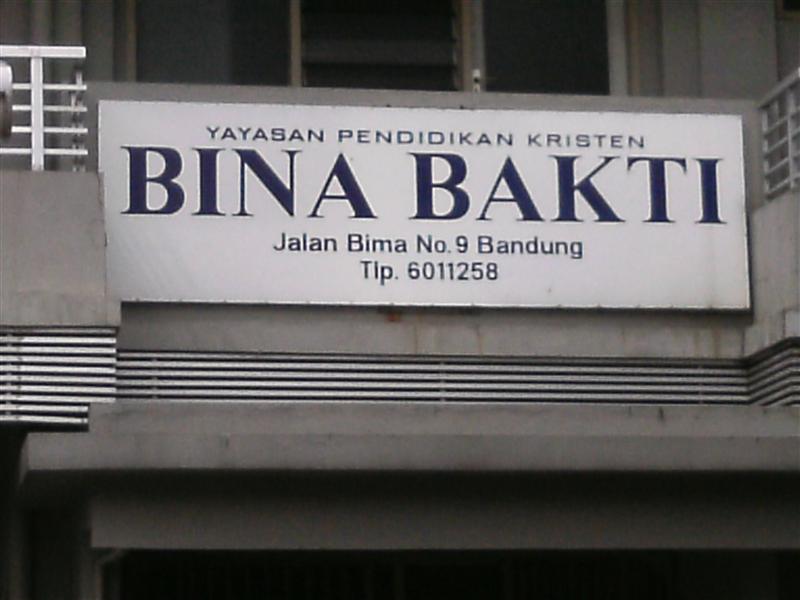 YAYASAN PENDIDIKAN KRISTEN
BINA BAKTI
Jalan Bima No. 9 Bandung
Tlp. 6011258